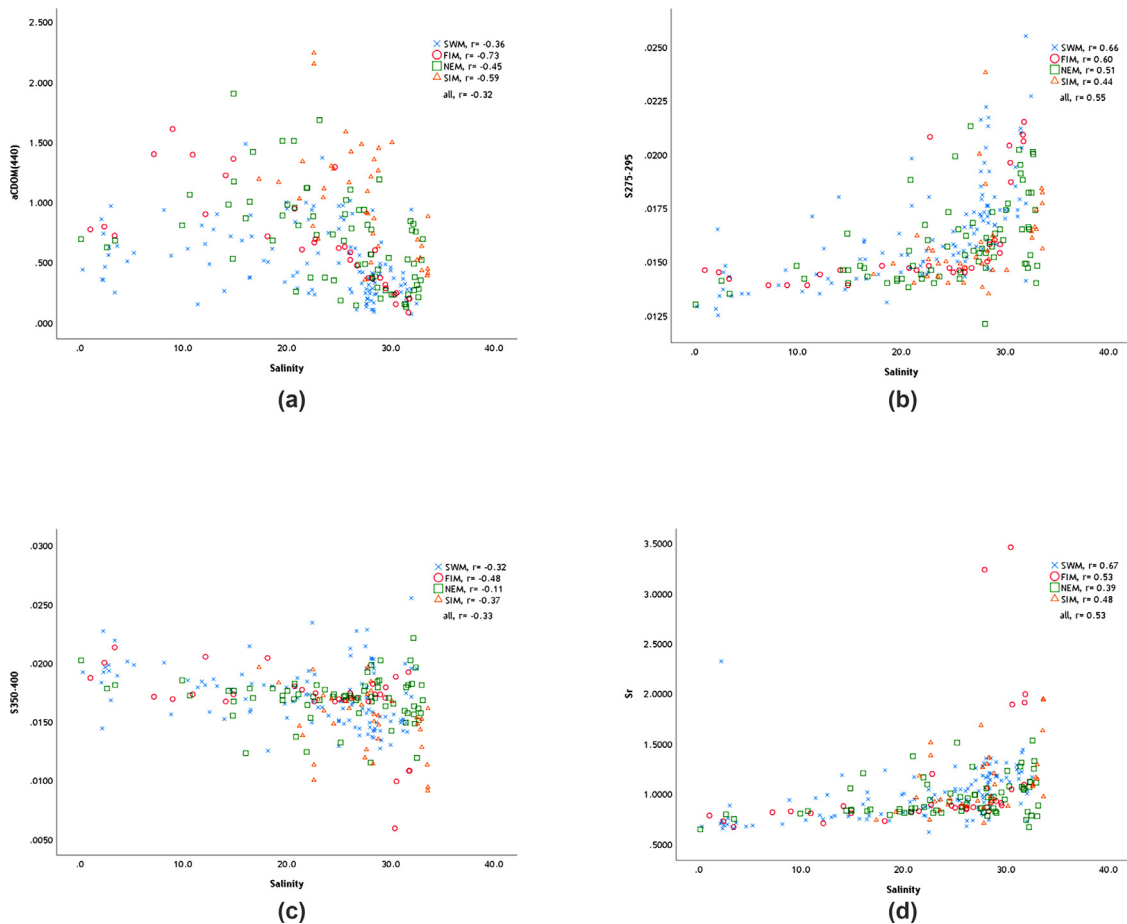 2.500
2.000
1.500
1.000
.500
.000
aCDOM(440)
.0 10.0 20.0 30.0 40.0
Salinity
SWM, r= -0.36
FIM, r= -0.73
NEM, r= -0.45
SIM, r= -0.59
all, r= -0.32
(a)
.0250
.0225
.0200
.0175
.0150
.0125
S275-295
.0 10.0 20.0 30.0 40.0
Salinity
SWM, r= 0.66
FIM, r= 0.60
NEM, r= 0.51
SIM, r= 0.44
all, r= 0.55
(b)
.0300
.0250
.0200
.0150
.0100
.0050
S350-400
.0 10.0 20.0 30.0 40.0
Salinity
SWM, r= -0.32
FIM, r= -0.48
NEM, r= -0.11
SIM, r= -0.37
all, r= -0.33
(c)
3.5000
3.0000
2.5000
2.0000
1.5000
1.0000
.5000
Sr
.0 10.0 20.0 30.0 40.0
Salinity
SWM, r= 0.67
FIM, r= 0.53
NEM, r= 0.39
SIM, r= 0.48
all, r= 0.53
(d)